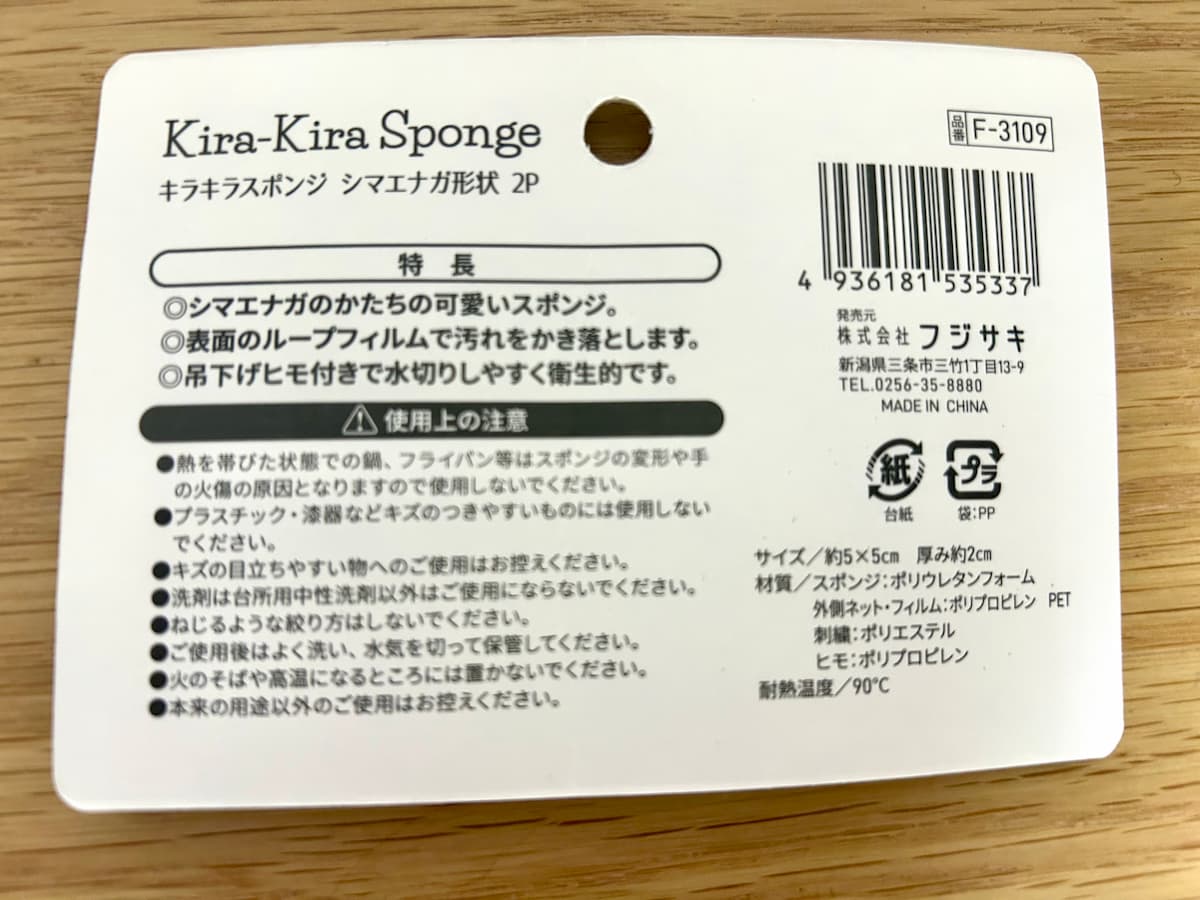 Kira-Kira Sponge
キラキラスポンジ シマエナガ形状 2P
特 長
◎シマエナガのかたちの可愛いスポンジ。
◎表面のループフィルムで汚れをかき落とします。
◎吊下げヒモ付きで水切りしやすく衛生的です。
使用上の注意
●熱を帯びた状態での鍋、フライパン等はスポンジの変形や手
の火傷の原因となりますので使用しないでください。
●プラスチック・漆器などキズのつきやすいものには使用しない
でください。
●キズの目立ちやすい物へのご使用はお控えください。
●洗剤は台所用中性洗剤以外はご使用にならないでください。
●ねじるような絞り方はしないでください。
●ご使用後はよく洗い、水気を切って保管してください。
●火のそばや高温になるところには置かないでください。
●本来の用途以外のご使用はお控えください。
品番 F-3109
4 936181 535337
発売元
株式会社 フジサキ
新潟県三条市三竹1丁目13-9
TEL.0256-35-8880
MADE IN CHINA
紙 プラ
台紙 袋:PP
サイズ/約5×5cm 厚み約2cm
材質/スポンジ:ポリウレタンフォーム
外側ネット・フィルム:ポリプロピレン PET
刺繍:ポリエステル
ヒモ:ポリプロピレン
耐熱温度/90℃